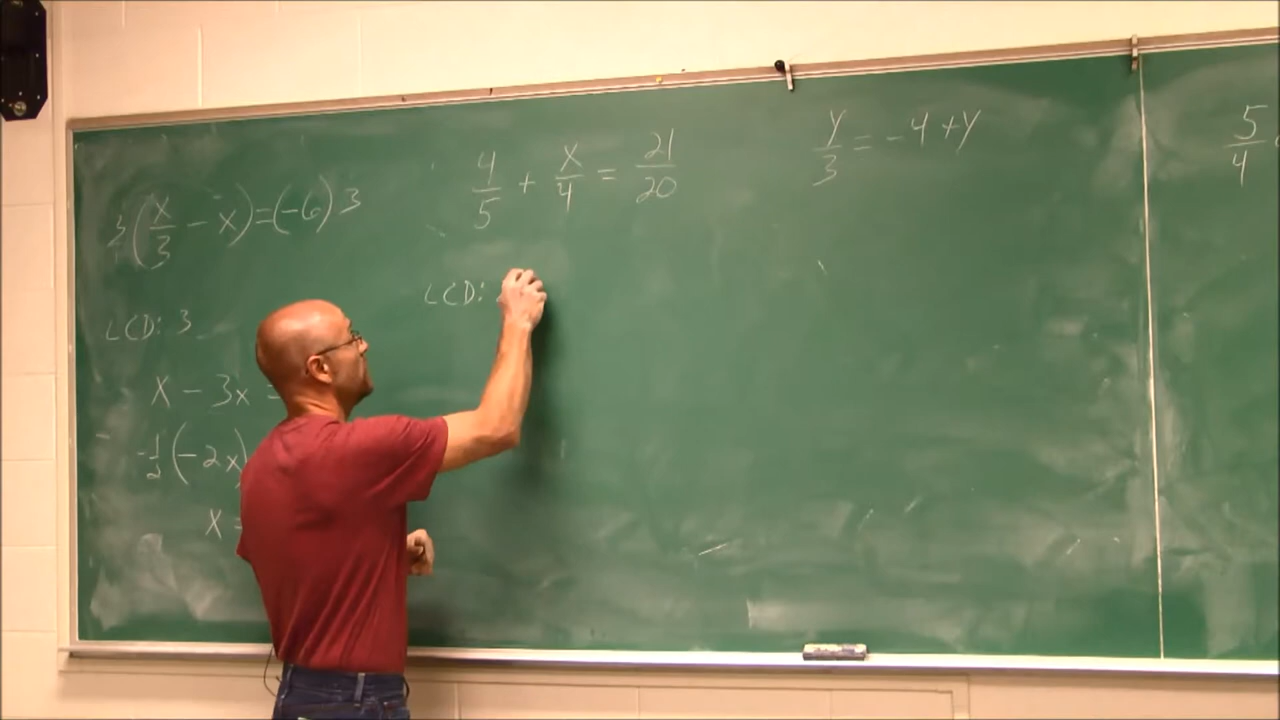 3/1 (x/3 - x) = (-6) 3
LCD: 3
x - 3x =
-1/2 (-2x)
x =
4/5 + x/4 = 21/20
LCD:
y/3 = -4 + y
5/4